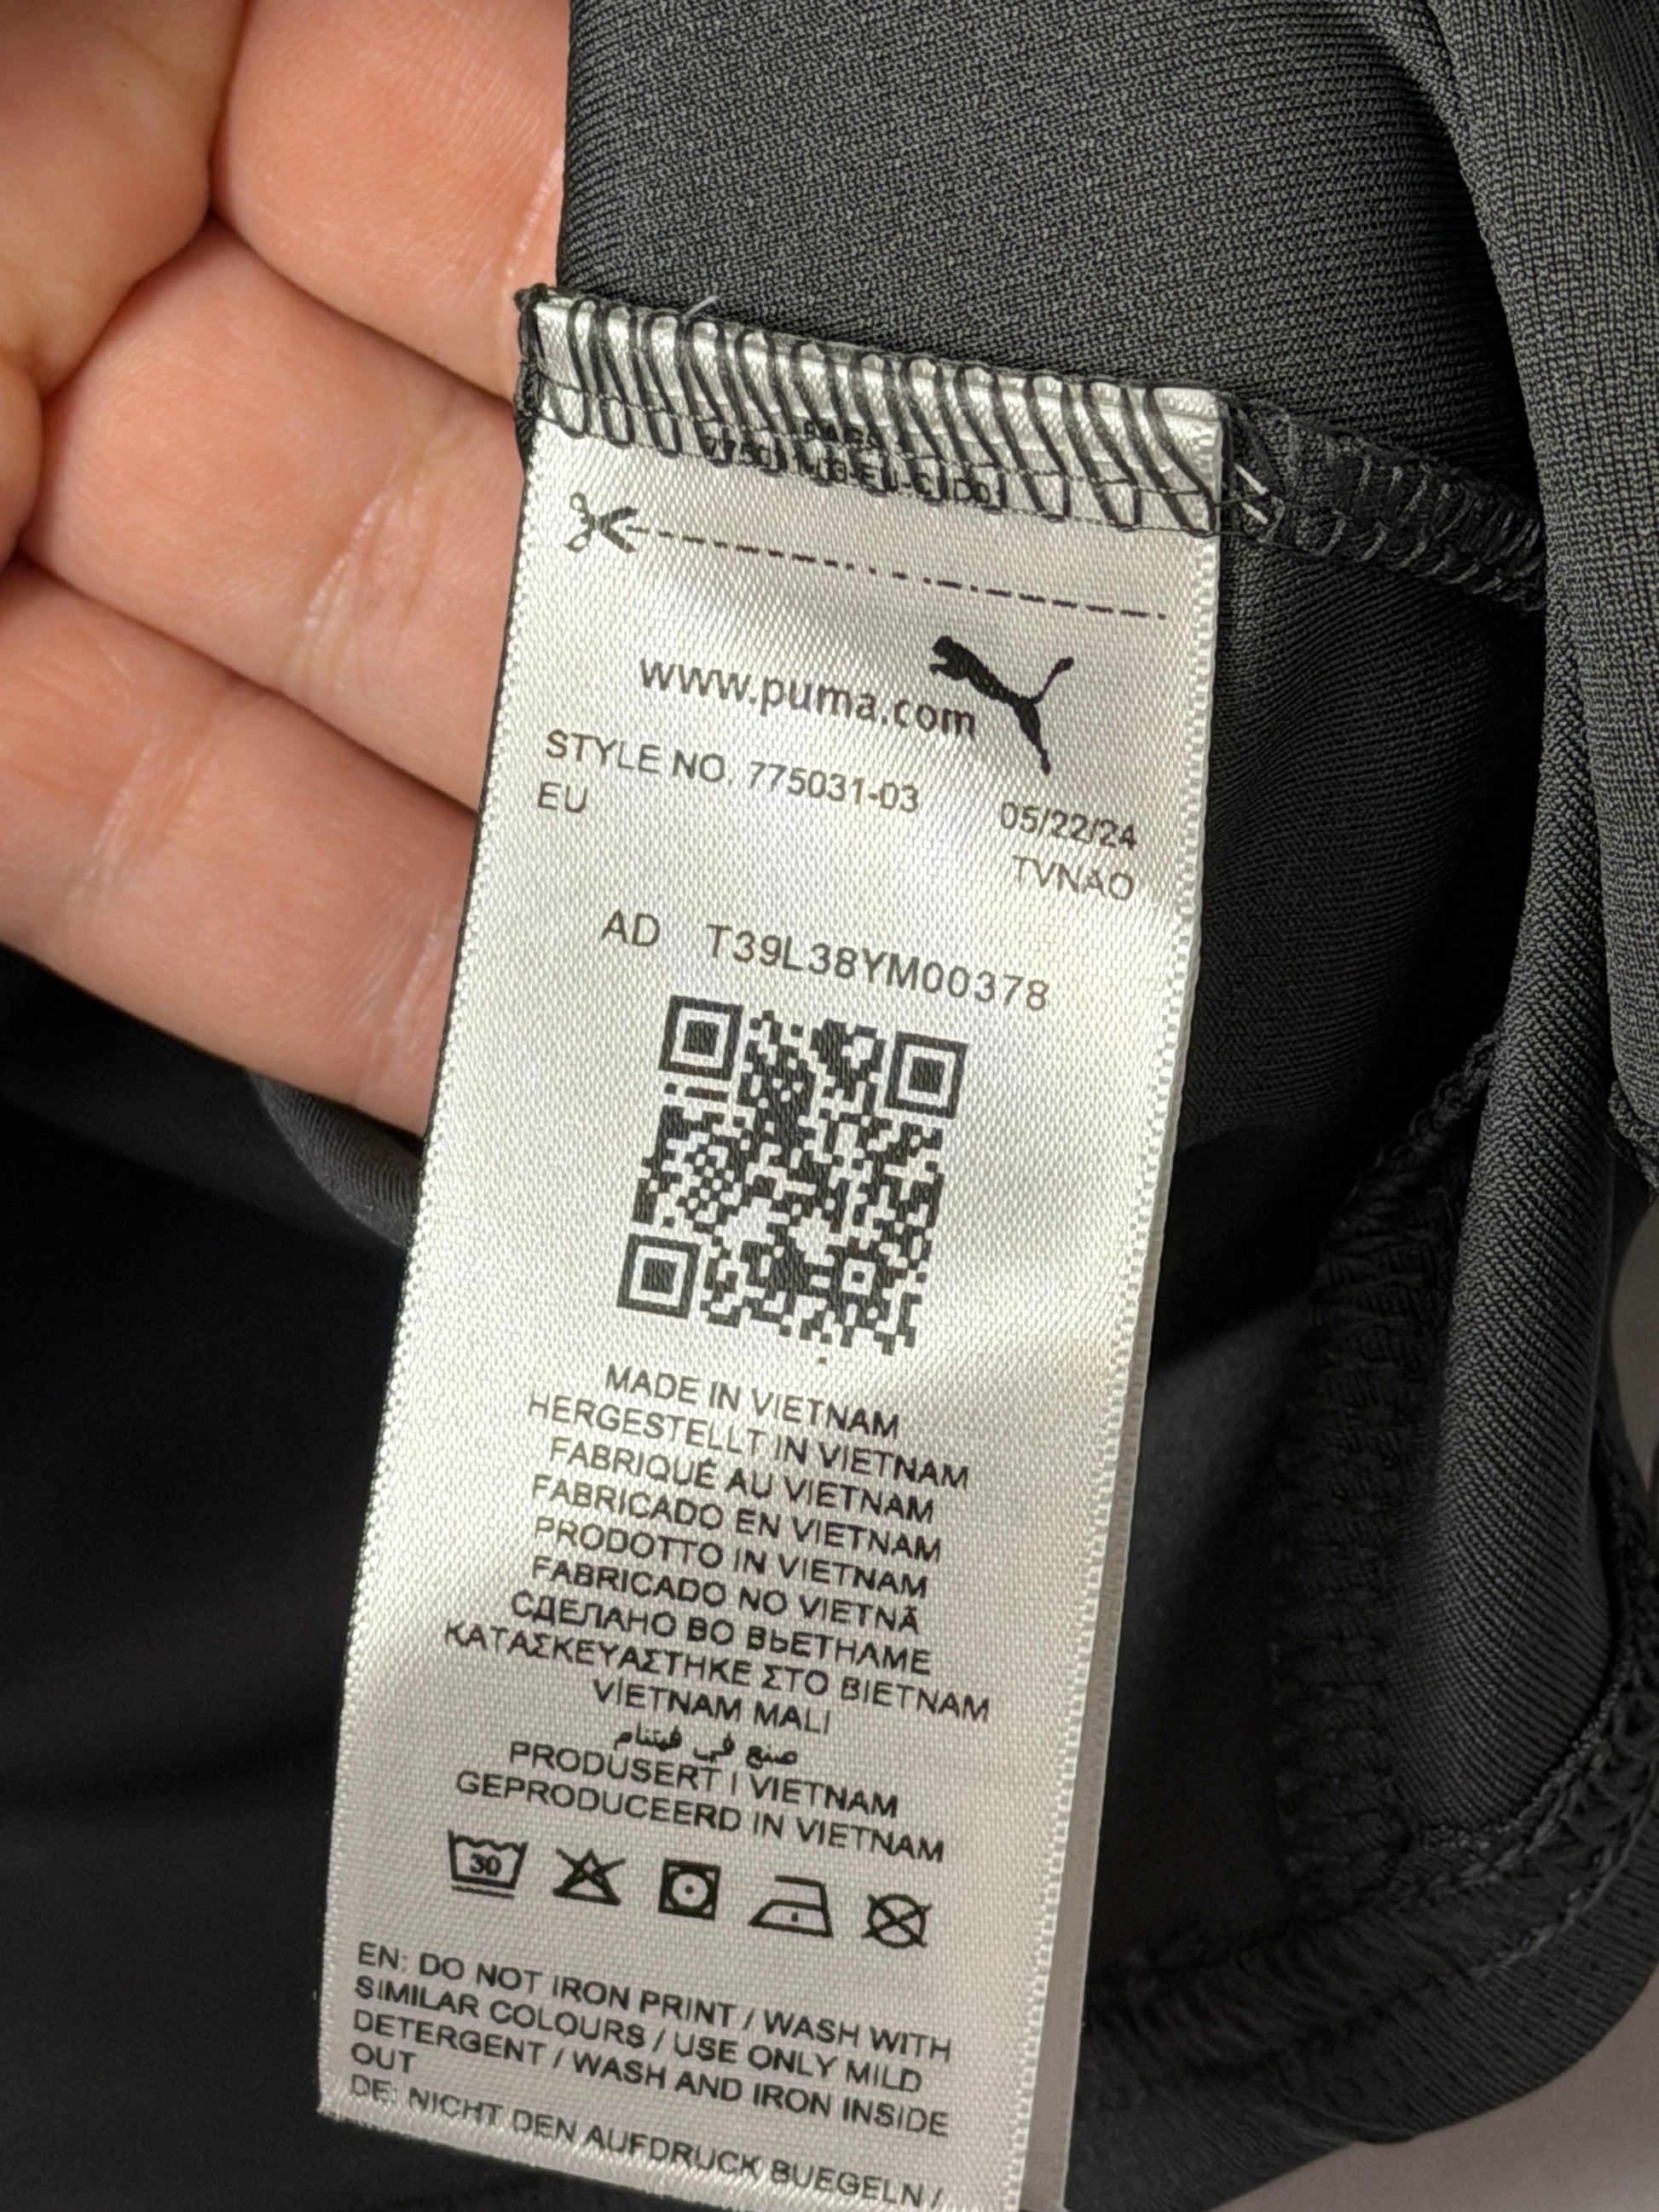 www.puma.com
STYLE NO. 775031-03 05/22/24
EU TVNAO
AD T39L38YM00378
MADE IN VIETNAM
HERGESTELLT IN VIETNAM
FABRIQUÉ AU VIETNAM
FABRICADO EN VIETNAM
PRODOTTO IN VIETNAM
FABRICADO NO VIETNÃ
СДЕЛАНО ВО ВЬЕТНАМЕ
ΚΑΤΑΣΚΕΥΑΣΤΗΚΕ ΣΤΟ ΒΙΕΤΝΑΜ
VİETNAM MALI
صنع في فيتنام
PRODUSERT I VIETNAM
GEPRODUCEERD IN VIETNAM
30
EN: DO NOT IRON PRINT / WASH WITH
SIMILAR COLOURS / USE ONLY MILD
DETERGENT / WASH AND IRON INSIDE
OUT
DE: NICHT DEN AUFDRUCK BUEGELN /